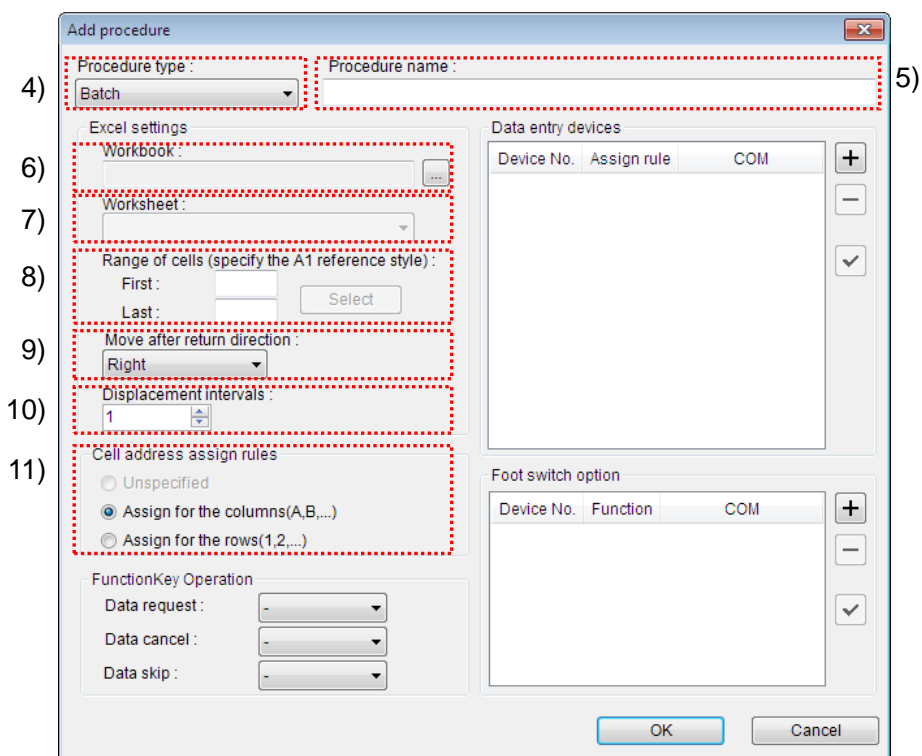 Add procedure
4)
Procedure type :
Batch
Procedure name :
5)
Excel settings
6)
Workbook :
...
7)
Worksheet :
8)
Range of cells (specify the A1 reference style) :
First :
Last :
Select
9)
Move after return direction :
Right
10)
Displacement intervals :
1
11)
Cell address assign rules
Unspecified
Assign for the columns(A,B,...)
Assign for the rows(1,2,...)
FunctionKey Operation
Data request : -
Data cancel : -
Data skip : -
Data entry devices
Device No. Assign rule COM
Foot switch option
Device No. Function COM
OK Cancel